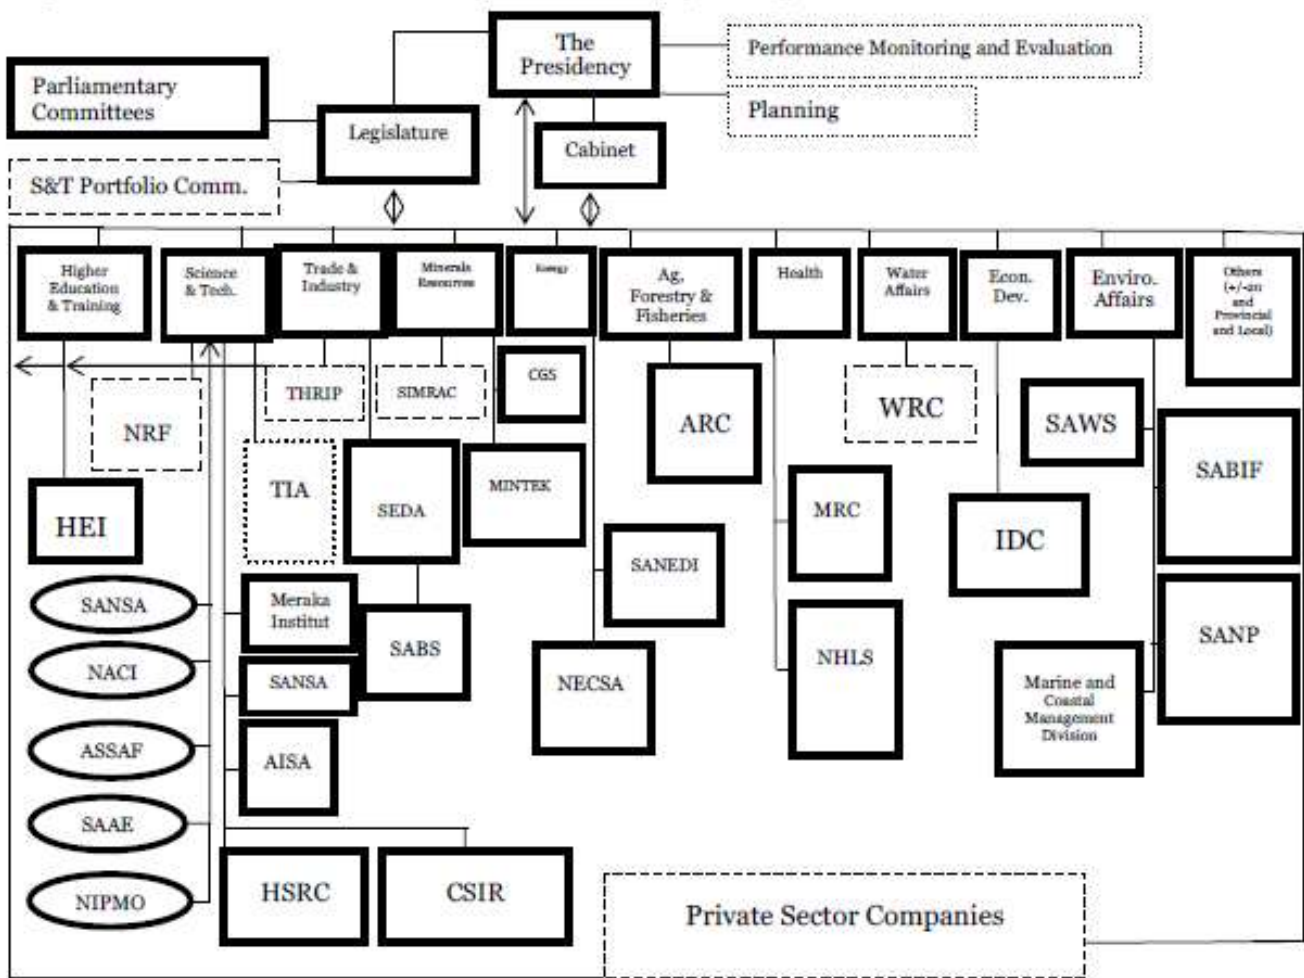 The
Presidency
Performance Monitoring and Evaluation
Planning
Parliamentary
Committees
Legislature
Cabinet
S&T Portfolio Comm.
Higher
Education
& Training
Science
& Tech.
Trade &
Industry
Minerals
Resources
Energy
Ag,
Forestry &
Fisheries
Health
Water
Affairs
Econ.
Dev.
Enviro.
Affairs
Others
(+/-20
and
Provincial
and Local)
THRIP
SIMRAC
CGS
NRF
ARC
WRC
SAWS
SABIF
TIA
SEDA
MINTEK
MRC
HEI
IDC
SANEDI
SANSA
Meraka
Institut
SABS
NACI
SANSA
NECSA
NHLS
SANP
Marine and
Coastal
Management
Division
ASSAF
AISA
SAAE
NIPMO
HSRC
CSIR
Private Sector Companies